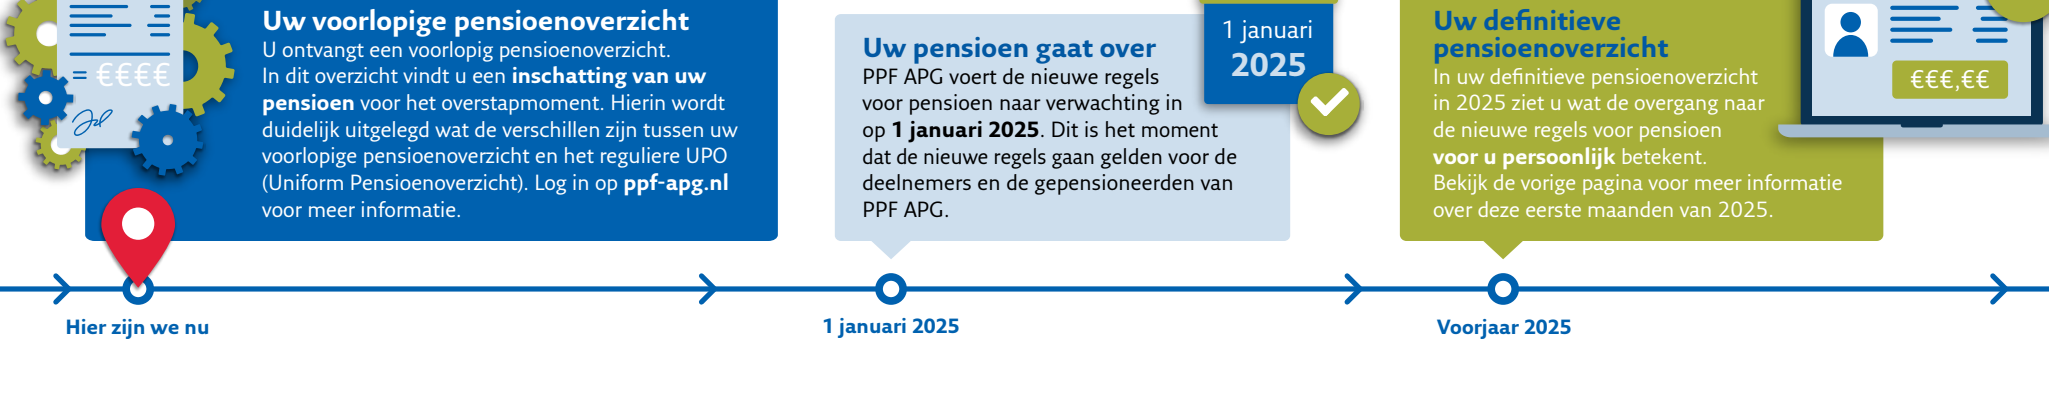 Uw voorlopige pensioenoverzicht
U ontvangt een voorlopig pensioenoverzicht.
In dit overzicht vindt u een inschatting van uw
pensioen voor het overstapmoment. Hierin wordt
duidelijk uitgelegd wat de verschillen zijn tussen uw
voorlopige pensioenoverzicht en het reguliere UPO
(Uniform Pensioenoverzicht). Log in op ppf-apg.nl
voor meer informatie.
= €€€€
Hier zijn we nu
Uw pensioen gaat over
PPF APG voert de nieuwe regels
voor pensioen naar verwachting in
op 1 januari 2025. Dit is het moment
dat de nieuwe regels gaan gelden voor de
deelnemers en de gepensioneerden van
PPF APG.
1 januari
2025
1 januari 2025
Uw definitieve
pensioenoverzicht
In uw definitieve pensioenoverzicht
in 2025 ziet u wat de overgang naar
de nieuwe regels voor pensioen
voor u persoonlijk betekent.
Bekijk de vorige pagina voor meer informatie
over deze eerste maanden van 2025.
€€€,€€
Voorjaar 2025